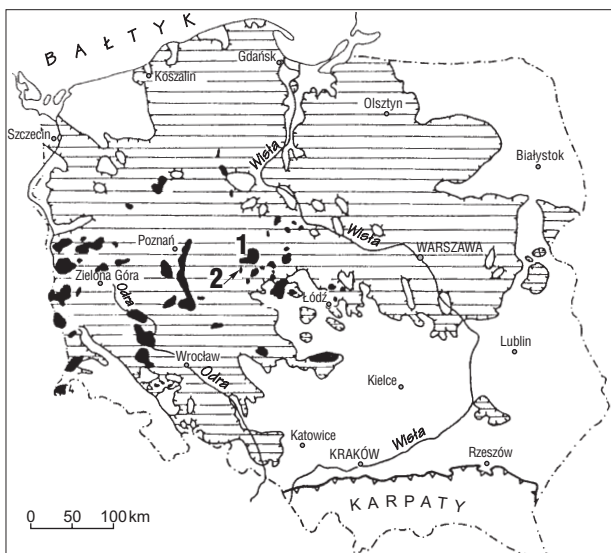 BAŁTYK
Gdańsk
Koszalin
Olsztyn
Szczecin
Wisła
Białystok
Poznań
1
Wisła
WARSZAWA
2
Zielona Góra
Odra
Łódź
Lublin
Wrocław
Odra
Kielce
Katowice
Wisła
KRAKÓW
Rzeszów
KARPATY
0 50 100 km